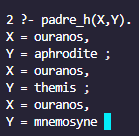 2 ?- padre_h(X,Y).
X = ouranos,
Y = aphrodite ;
X = ouranos,
Y = themis ;
X = ouranos,
Y = mnemosyne